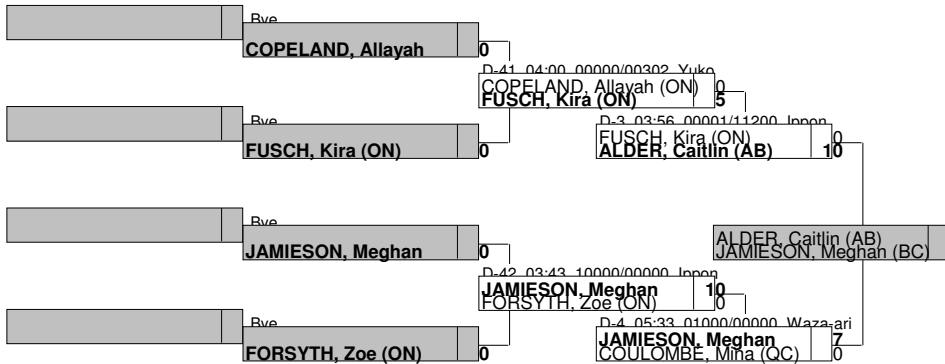 Bye
COPELAND, Allayah 0
D-41 04:00 00000/00302 Yuko
COPELAND, Allayah (ON) 0
FUSCH, Kira (ON) 5
Bye
FUSCH, Kira (ON) 0
D-3 03:56 00001/11200 Ippon
FUSCH, Kira (ON) 0
ALDER, Caitlin (AB) 10
Bye
JAMIESON, Meghan 0
ALDER, Caitlin (AB)
JAMIESON, Meghan (BC)
D-42 03:43 10000/00000 Ippon
JAMIESON, Meghan 10
FORSYTH, Zoe (ON) 0
Bye
FORSYTH, Zoe (ON) 0
D-4 05:33 01000/00000 Waza-ari
JAMIESON, Meghan 7
COULOMBE, Mina (QC) 0